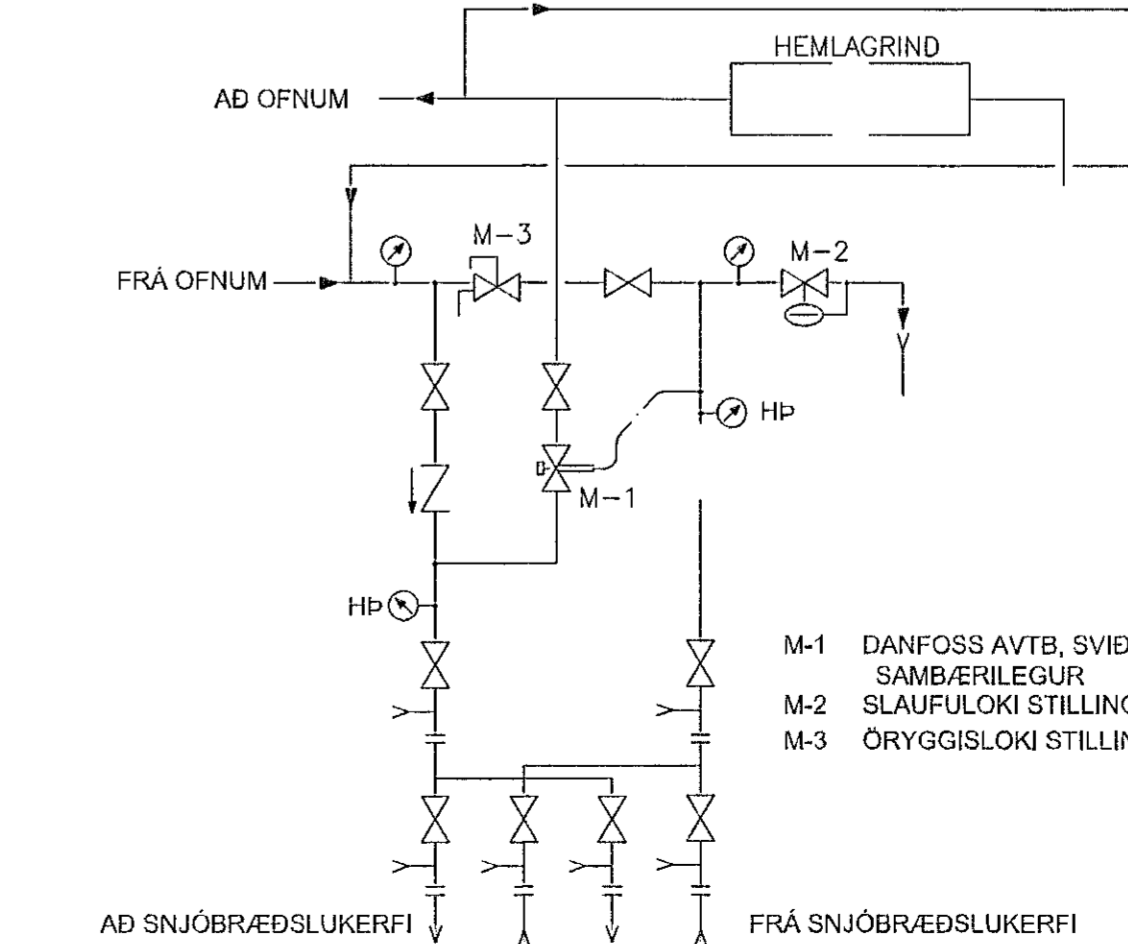 HEMLAGRIND
AÐ OFNUM
M-3
M-2
FRÁ OFNUM
HÞ
M-1
HÞ
M-1 DANFOSS AVTB, SVIÐ
SAMBÆRILEGUR
M-2 SLAUFULOKI STILLING
M-3 ÖRYGGISLOKI STILLIN
AÐ SNJÓBRÆÐSLUKERFI
FRÁ SNJÓBRÆÐSLUKERFI